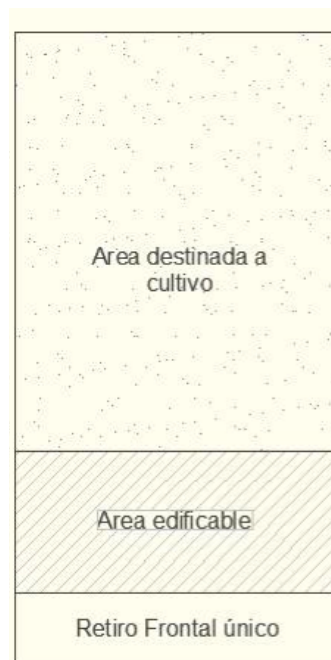 Area destinada a
cultivo
Area edificable
Retiro Frontal único